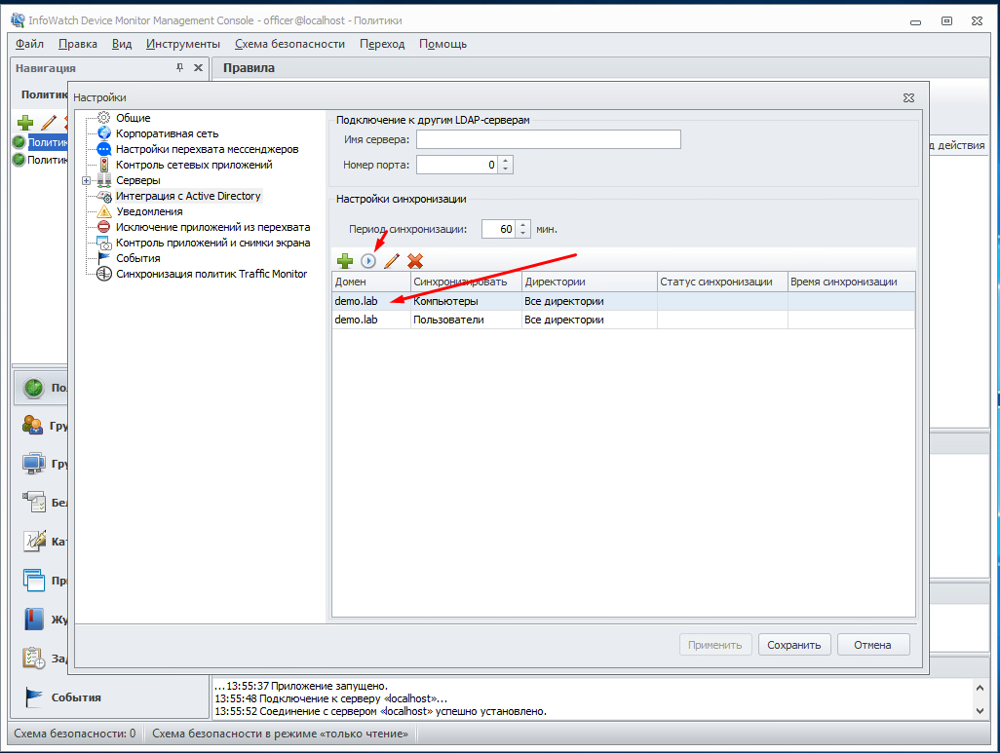 InfoWatch Device Monitor Management Console - officer@localhost - Политики
Файл Правка Вид Инструменты Схема безопасности Переход Помощь
Навигация
Правила
Политик
Политик
Политик
д действия
Настройки
Общие
Корпоративная сеть
Настройки перехвата мессенджеров
Контроль сетевых приложений
Серверы
Интеграция с Active Directory
Уведомления
Исключение приложений из перехвата
Контроль приложений и снимки экрана
События
Синхронизация политик Traffic Monitor
Подключение к другим LDAP-серверам
Имя сервера:
Номер порта: 0
Настройки синхронизации
Период синхронизации: 60 мин.
Домен Синхронизировать Директории Статус синхронизации Время синхронизации
demo.lab Компьютеры Все директории
demo.lab Пользователи Все директории
Применить Сохранить Отмена
По
Гру
Гру
Бел
Кат
При
Жу
Зад
События
...13:55:37 Приложение запущено.
13:55:48 Подключение к серверу «localhost»...
13:55:52 Соединение с сервером «localhost» успешно установлено.
Схема безопасности: 0 Схема безопасности в режиме «только чтение»